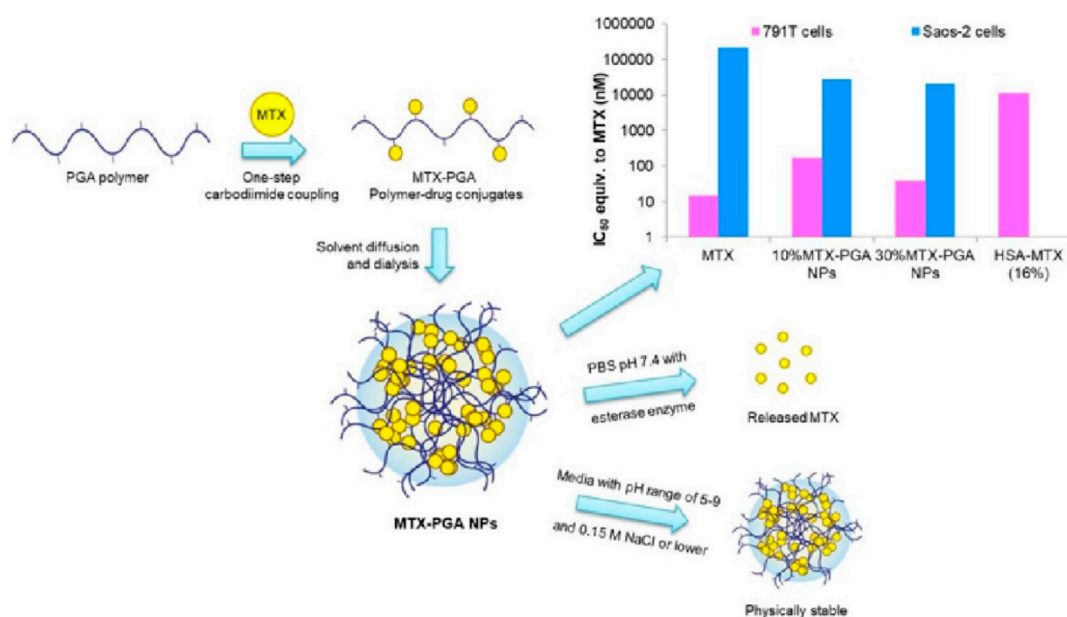 PGA polymer
MTX
One-step
carbodiimide coupling
MTX-PGA
Polymer-drug conjugates
Solvent diffusion
and dialysis
MTX-PGA NPs
IC50 equiv. to MTX (nM)
791T cells
Saos-2 cells
1000000
100000
10000
1000
100
10
1
MTX
10%MTX-PGA
NPs
30%MTX-PGA
NPs
HSA-MTX
(16%)
PBS pH 7.4 with
esterase enzyme
Released MTX
Media with pH range of 5-9
and 0.15 M NaCl or lower
Physically stable